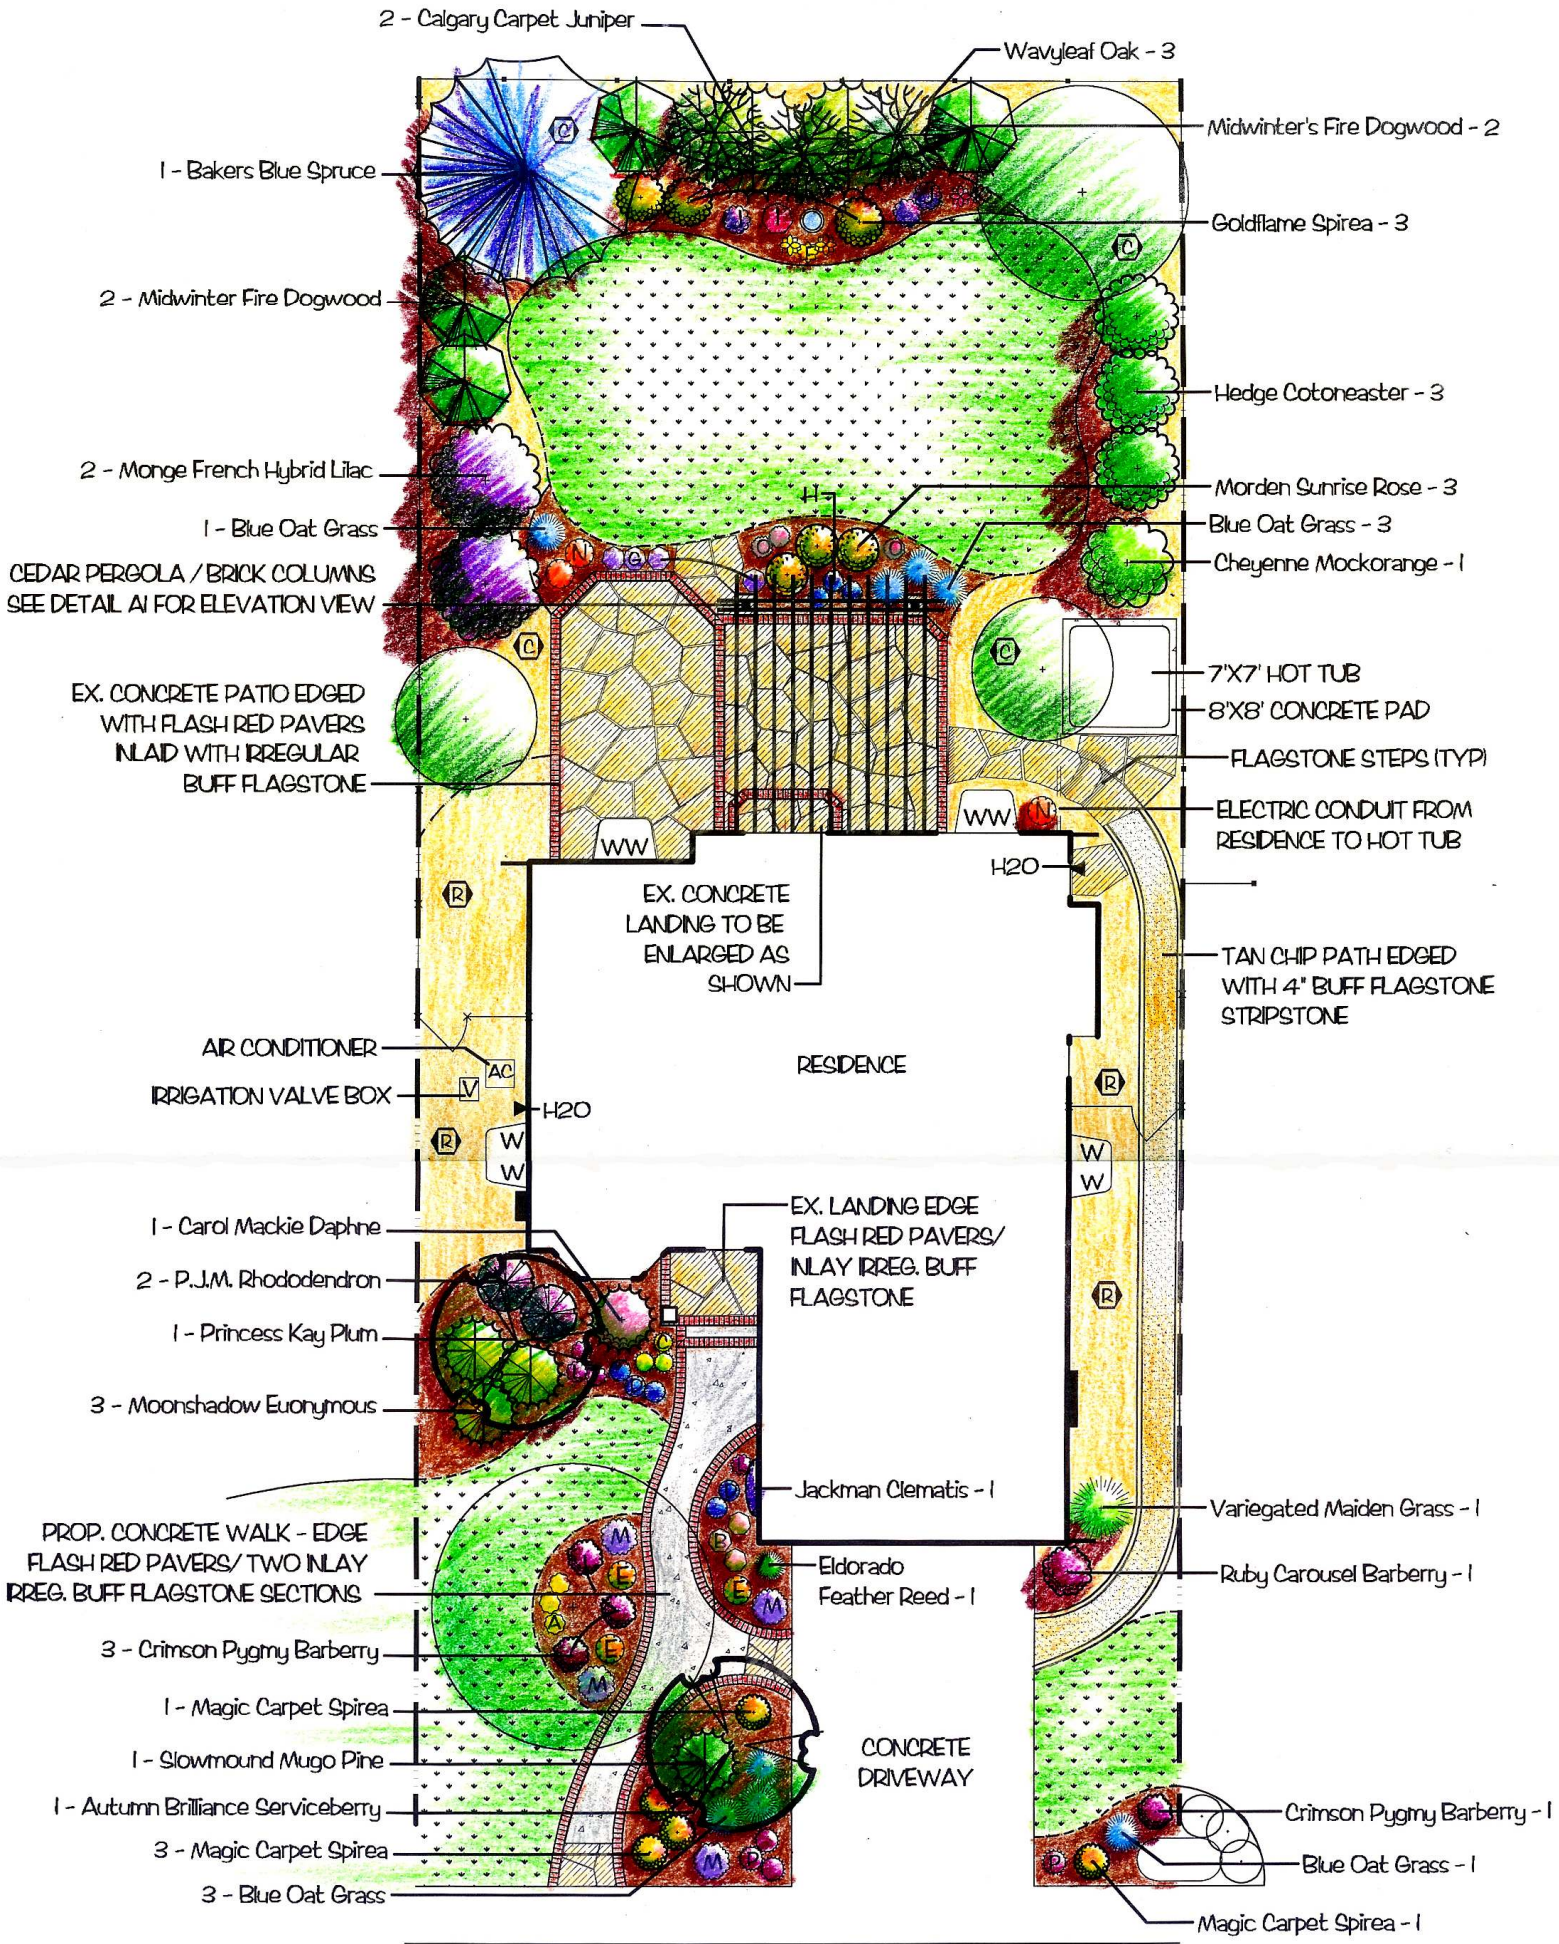 2 - Calgary Carpet Juniper
Wavyleaf Oak - 3
Midwinter's Fire Dogwood - 2
C
1 - Bakers Blue Spruce
Goldflame Spirea - 3
C
F
2 - Midwinter Fire Dogwood
Hedge Cotoneaster - 3
2 - Monge French Hybrid Lilac
Morden Sunrise Rose - 3
H
1 - Blue Oat Grass
Blue Oat Grass - 3
N
G
Cheyenne Mockorange - 1
CEDAR PERGOLA / BRICK COLUMNS
SEE DETAIL A1 FOR ELEVATION VIEW
C
C
7'X7' HOT TUB
8'X8' CONCRETE PAD
EX. CONCRETE PATIO EDGED
WITH FLASH RED PAVERS
INLAID WITH IRREGULAR
BUFF FLAGSTONE
FLAGSTONE STEPS (TYP)
ELECTRIC CONDUIT FROM
RESIDENCE TO HOT TUB
WW
WW
N
H2O
R
EX. CONCRETE
LANDING TO BE
ENLARGED AS
SHOWN
TAN CHIP PATH EDGED
WITH 4" BUFF FLAGSTONE
STRIPSTONE
AIR CONDITIONER
AC
IRRIGATION VALVE BOX
V
RESIDENCE
R
H2O
R
W
W
W
W
1 - Carol Mackie Daphne
EX. LANDING EDGE
FLASH RED PAVERS/
INLAY IRREG. BUFF
FLAGSTONE
2 - P.J.M. Rhododendron
R
1 - Princess Kay Plum
C
3 - Moonshadow Euonymous
Jackman Clematis - 1
Variegated Maiden Grass - 1
PROP. CONCRETE WALK - EDGE
FLASH RED PAVERS/ TWO INLAY
IRREG. BUFF FLAGSTONE SECTIONS
M
B
E
E
M
A
E
M
Eldorado
Feather Reed - 1
Ruby Carousel Barberry - 1
3 - Crimson Pygmy Barberry
1 - Magic Carpet Spirea
1 - Slowmound Mugo Pine
CONCRETE
DRIVEWAY
1 - Autumn Brilliance Serviceberry
Crimson Pygmy Barberry - 1
3 - Magic Carpet Spirea
M
P
P
Blue Oat Grass - 1
3 - Blue Oat Grass
Magic Carpet Spirea - 1